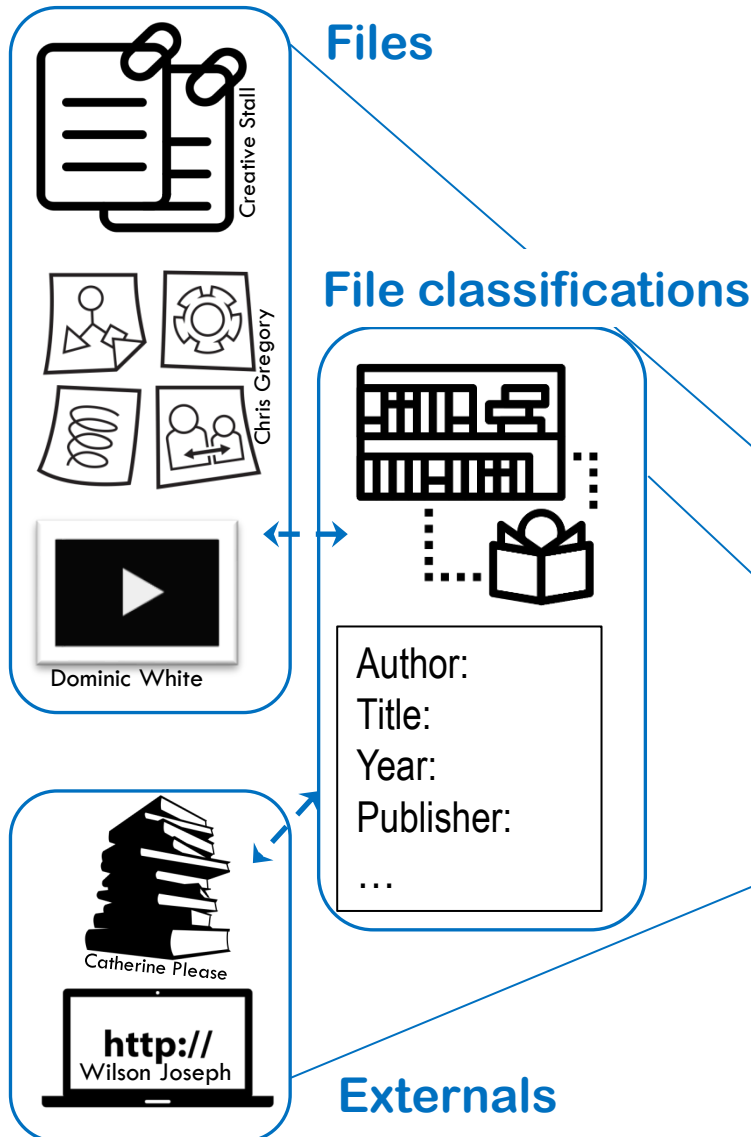 Files
Creative Stall
File classifications
Chris Gregory
Dominic White
Author:
Title:
Year:
Publisher:
…
Catherine Please
http://
Wilson Joseph
Externals